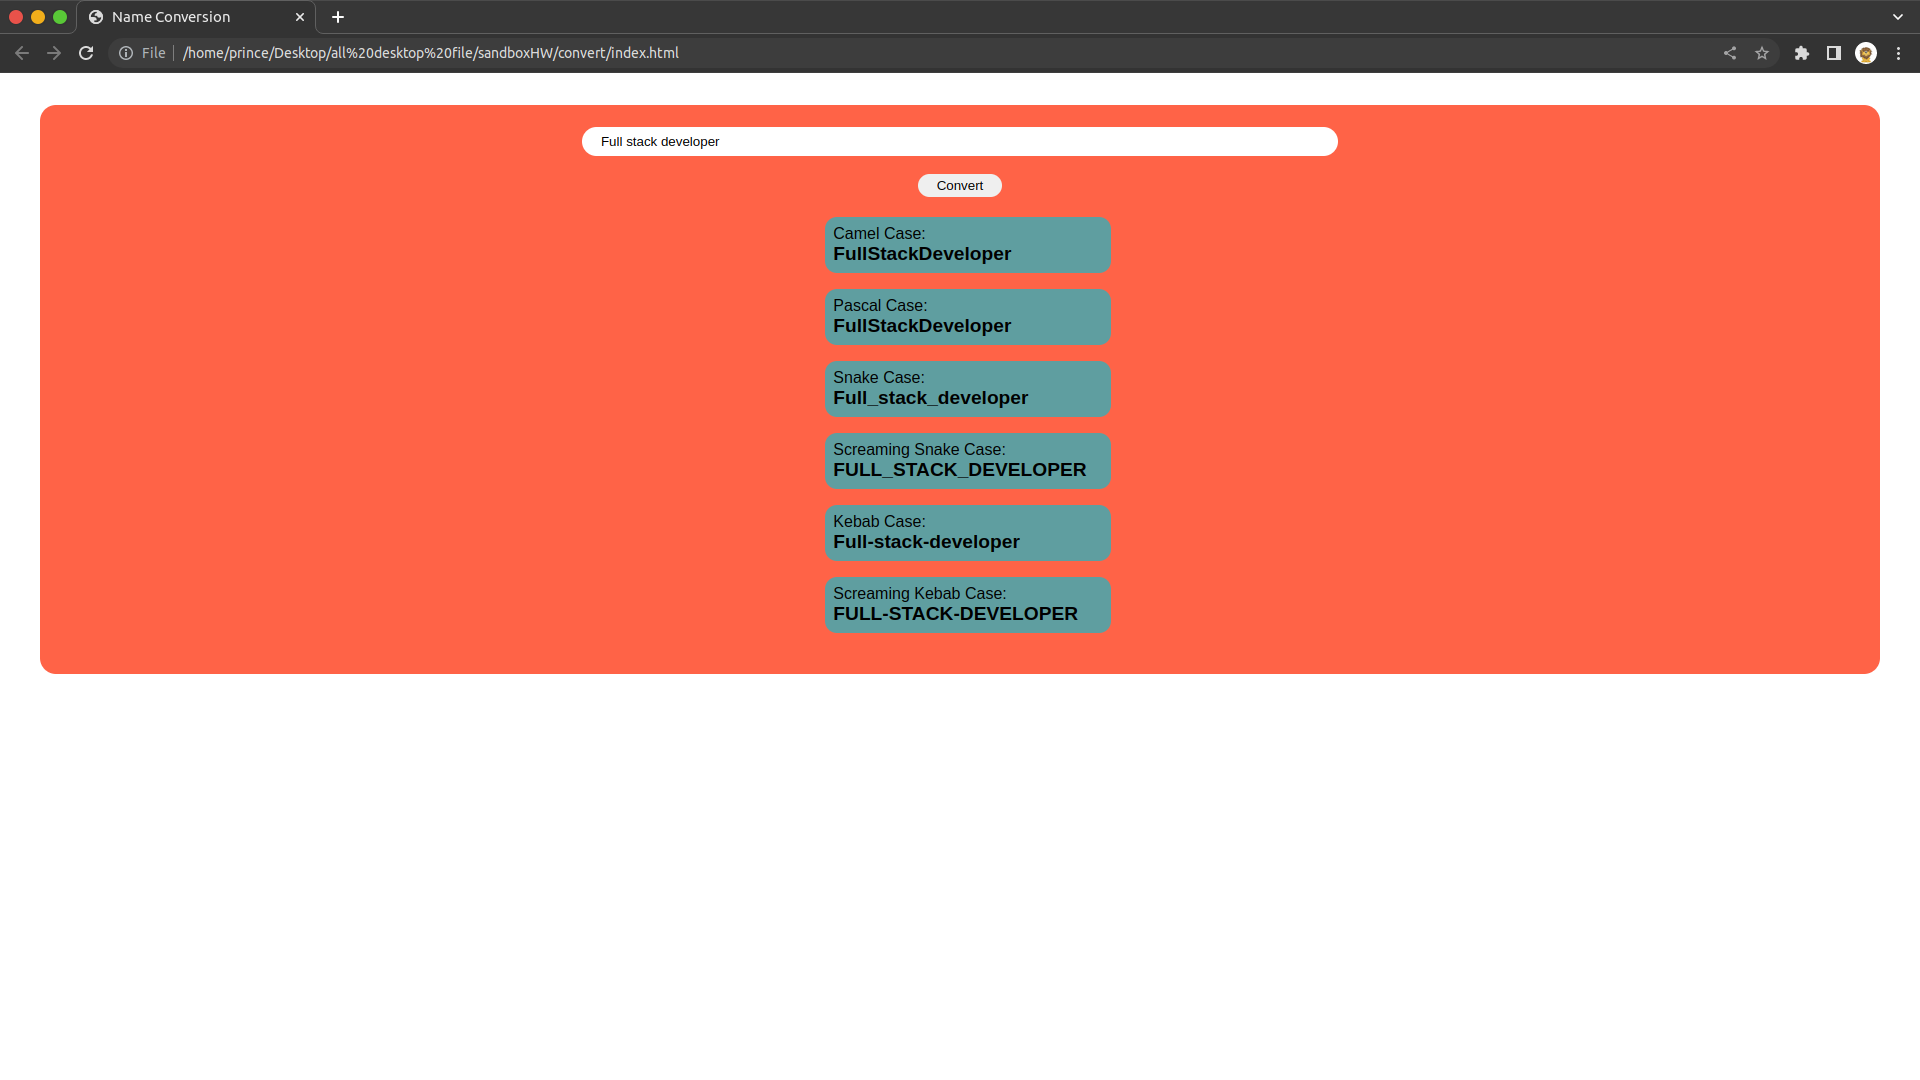 Name Conversion
File
/home/prince/Desktop/all%20desktop%20file/sandboxHW/convert/index.html
Full stack developer
Convert
Camel Case:
FullStackDeveloper
Pascal Case:
FullStackDeveloper
Snake Case:
Full_stack_developer
Screaming Snake Case:
FULL_STACK_DEVELOPER
Kebab Case:
Full-stack-developer
Screaming Kebab Case:
FULL-STACK-DEVELOPER